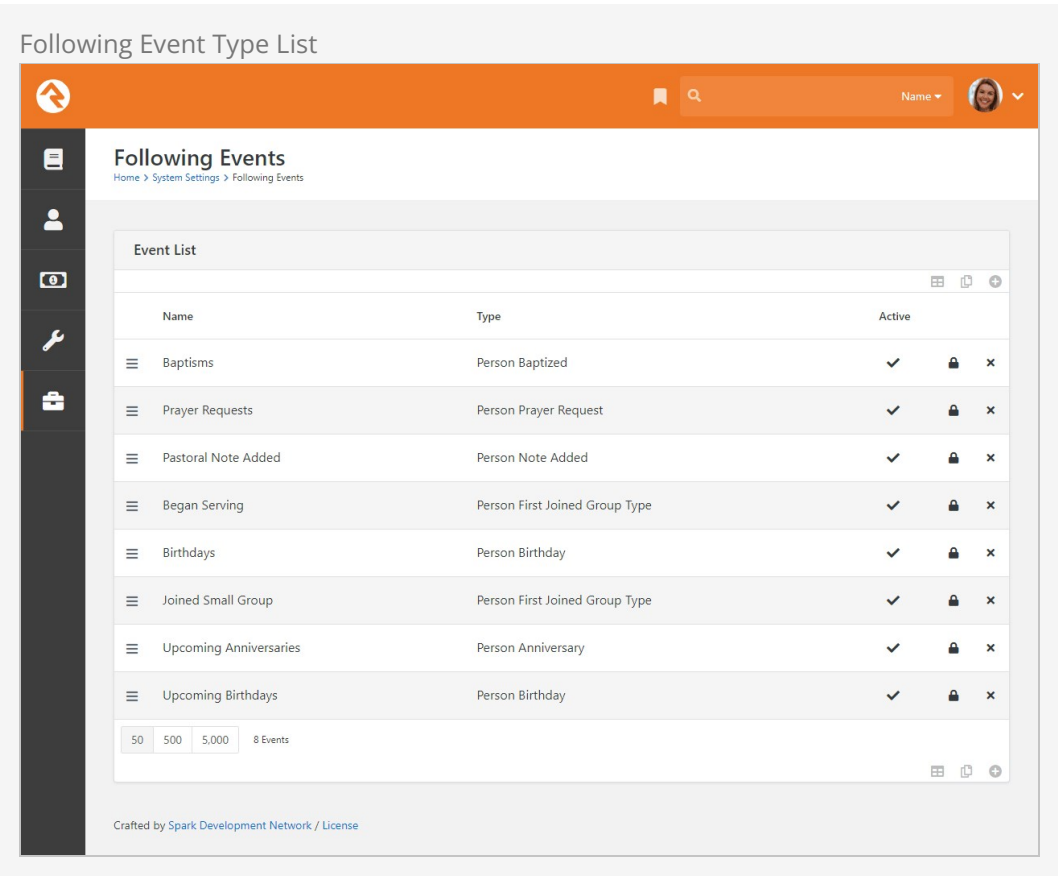 Following Event Type List
Name
Following Events
Home > System Settings > Following Events
Event List
Name Type Active
Baptisms Person Baptized
Prayer Requests Person Prayer Request
Pastoral Note Added Person Note Added
Began Serving Person First Joined Group Type
Birthdays Person Birthday
Joined Small Group Person First Joined Group Type
Upcoming Anniversaries Person Anniversary
Upcoming Birthdays Person Birthday
50 500 5,000 8 Events
Crafted by Spark Development Network / License